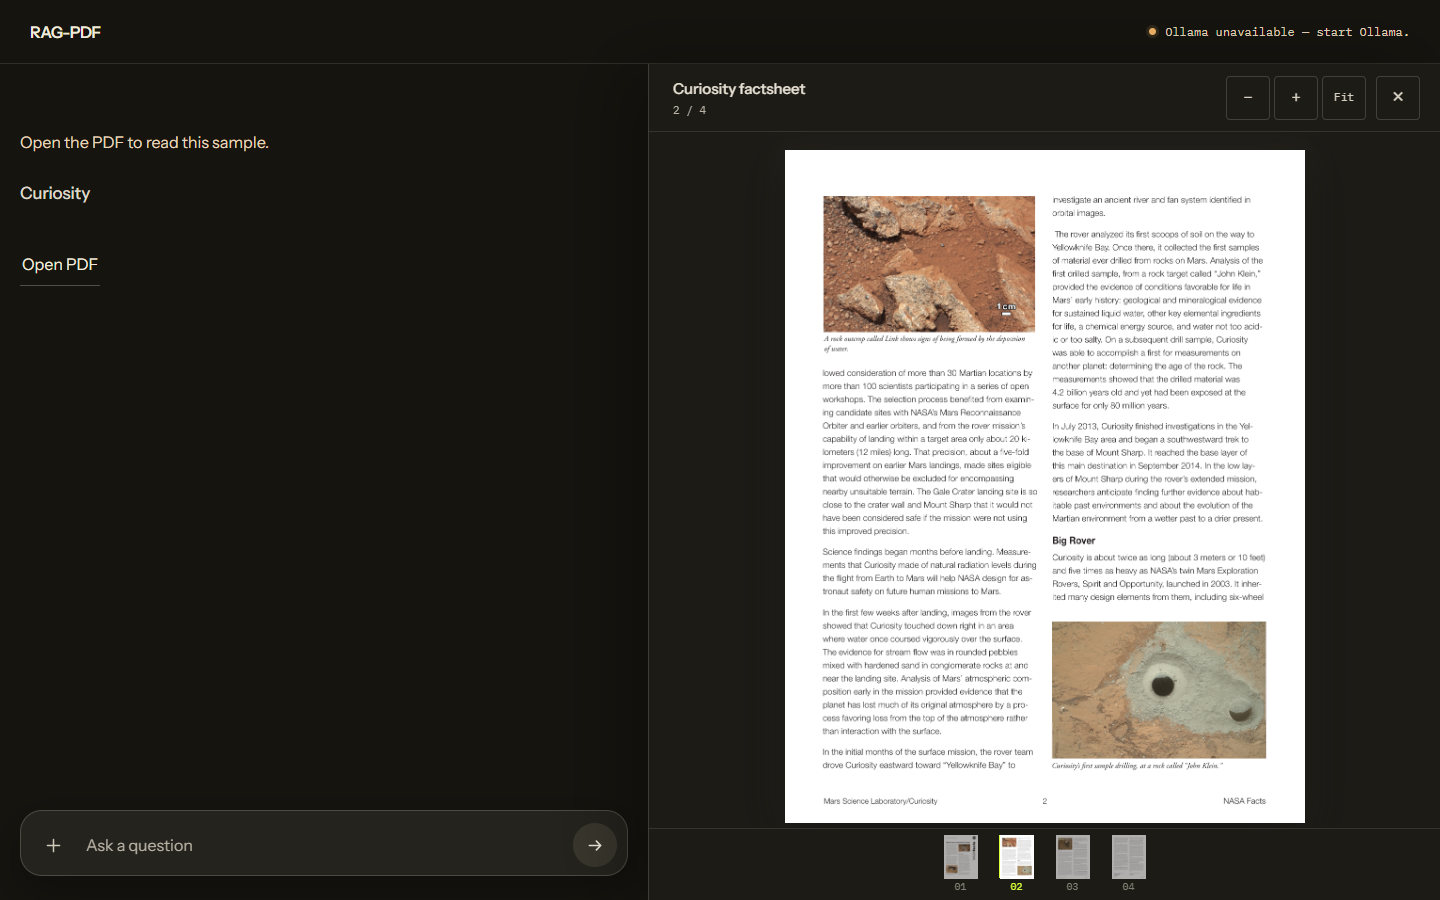 RAG-PDF
Ollama unavailable — start Ollama.
Open the PDF to read this sample.
Curiosity
Open PDF
+ Ask a question →
Curiosity factsheet
2 / 4
− + Fit ✕
1 cm
A rock outcrop called Link shows signs of being formed by the deposition
of water.
lowed consideration of more than 30 Martian locations by
more than 100 scientists participating in a series of open
workshops. The selection process benefited from examin-
ing candidate sites with NASA's Mars Reconnaissance
Orbiter and earlier orbiters, and from the rover mission's
capability of landing within a target area only about 20 ki-
lometers (12 miles) long. That precision, about a five-fold
improvement on earlier Mars landings, made sites eligible
that would otherwise be excluded for encompassing
nearby unsuitable terrain. The Gale Crater landing site is so
close to the crater wall and Mount Sharp that it would not
have been considered safe if the mission were not using
this improved precision.
Science findings began months before landing. Measure-
ments that Curiosity made of natural radiation levels during
the flight from Earth to Mars will help NASA design for as-
tronaut safety on future human missions to Mars.
In the first few weeks after landing, images from the rover
showed that Curiosity touched down right in an area
where water once coursed vigorously over the surface.
The evidence for stream flow was in rounded pebbles
mixed with hardened sand in conglomerate rocks at and
near the landing site. Analysis of Mars' atmospheric com-
position early in the mission provided evidence that the
planet has lost much of its original atmosphere by a pro-
cess favoring loss from the top of the atmosphere rather
than interaction with the surface.
In the initial months of the surface mission, the rover team
drove Curiosity eastward toward “Yellowknife Bay” to
investigate an ancient river and fan system identified in
orbital images.
The rover analyzed its first scoops of soil on the way to
Yellowknife Bay. Once there, it collected the first samples
of material ever drilled from rocks on Mars. Analysis of the
first drilled sample, from a rock target called “John Klein,”
provided the evidence of conditions favorable for life in
Mars' early history: geological and mineralogical evidence
for sustained liquid water, other key elemental ingredients
for life, a chemical energy source, and water not too acid-
ic or too salty. On a subsequent drill sample, Curiosity
was able to accomplish a first for measurements on
another planet: determining the age of the rock. The
measurements showed that the drilled material was
4.2 billion years old and yet had been exposed at the
surface for only 80 million years.
In July 2013, Curiosity finished investigations in the Yel-
lowknife Bay area and began a southwestward trek to
the base of Mount Sharp. It reached the base layer of
this main destination in September 2014. In the low lay-
ers of Mount Sharp during the rover's extended mission,
researchers anticipate finding further evidence about hab-
itable past environments and about the evolution of the
Martian environment from a wetter past to a drier present.
Big Rover
Curiosity is about twice as long (about 3 meters or 10 feet)
and five times as heavy as NASA's twin Mars Exploration
Rovers, Spirit and Opportunity, launched in 2003. It inher-
ited many design elements from them, including six-wheel
Curiosity's first sample drilling, at a rock called "John Klein."
Mars Science Laboratory/Curiosity 2 NASA Facts
01 02 03 04